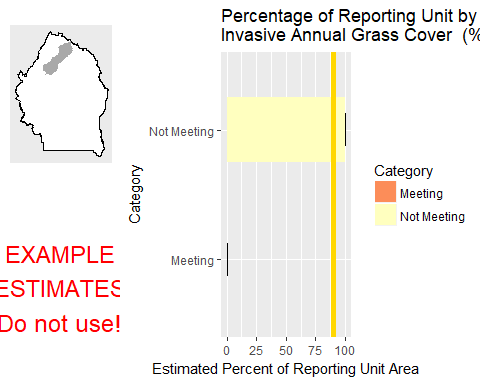 Percentage of Reporting Unit by
Invasive Annual Grass Cover (%
Not Meeting
Meeting
Category
0 25 50 75 100
Estimated Percent of Reporting Unit Area
Category
Meeting
Not Meeting
EXAMPLE
ESTIMATES
Do not use!